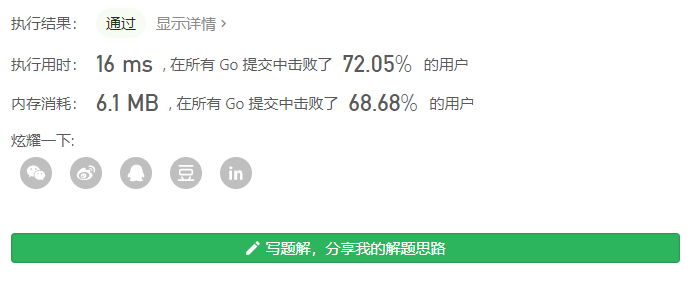 执行结果： 通过 显示详情 >
执行用时： 16 ms , 在所有 Go 提交中击败了 72.05% 的用户
内存消耗： 6.1 MB , 在所有 Go 提交中击败了 68.68% 的用户
炫耀一下:
豆 in
写题解，分享我的解题思路